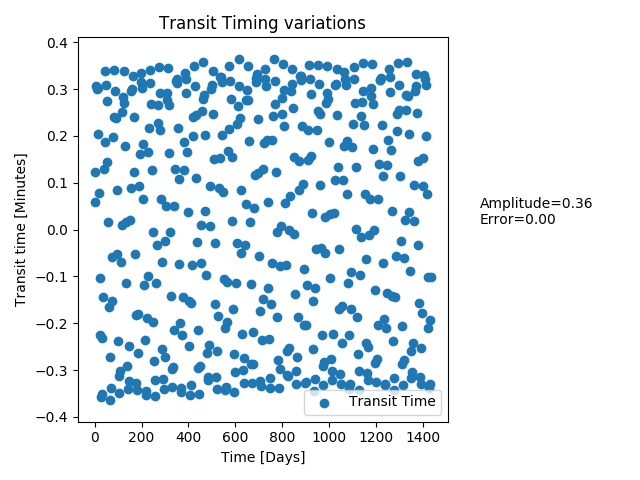 Transit Timing variations
0.4
0.3
0.2
0.1
0.0
−0.1
−0.2
−0.3
−0.4
Transit time [Minutes]
Amplitude=0.36
Error=0.00
Transit Time
0
200
400
600
800
1000
1200
1400
Time [Days]